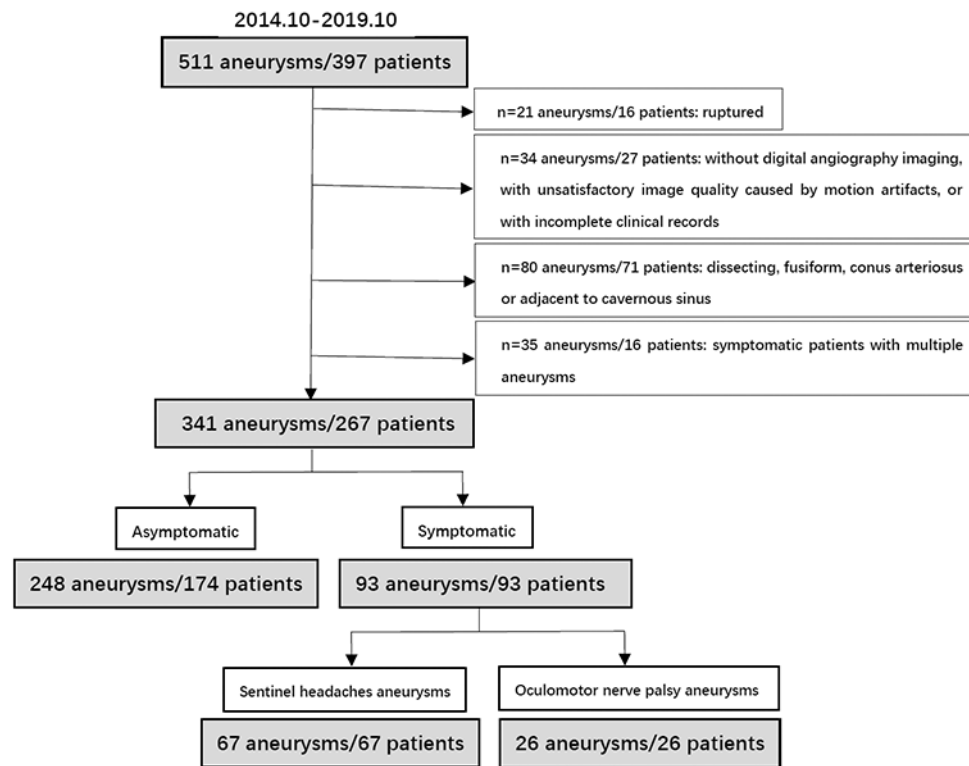 2014.10-2019.10
511 aneurysms/397 patients
n=21 aneurysms/16 patients: ruptured
n=34 aneurysms/27 patients: without digital angiography imaging,
with unsatisfactory image quality caused by motion artifacts, or
with incomplete clinical records
n=80 aneurysms/71 patients: dissecting, fusiform, conus arteriosus
or adjacent to cavernous sinus
n=35 aneurysms/16 patients: symptomatic patients with multiple
aneurysms
341 aneurysms/267 patients
Asymptomatic
Symptomatic
248 aneurysms/174 patients
93 aneurysms/93 patients
Sentinel headaches aneurysms
Oculomotor nerve palsy aneurysms
67 aneurysms/67 patients
26 aneurysms/26 patients